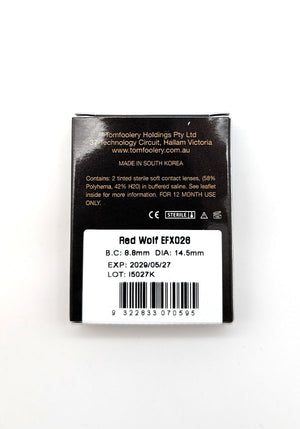 Tomfoolery Holdings Pty Ltd
37 Technology Circuit, Hallam Victoria
www.tomfoolery.com.au
MADE IN SOUTH KOREA
Contains: 2 tinted sterile soft contact lenses, (58%
Polyhema, 42% H20) in buffered saline. See leaflet
inside for more information. FOR 12 MONTH USE
ONLY.
CE STERILE
Red Wolf EFX028
B.C: 8.8mm DIA: 14.5mm
EXP: 2029/05/27
LOT: I5027K
9 322833 070595